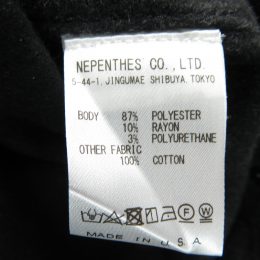 NEPENTHES CO., LTD.
5-44-1, JINGUMAE SHIBUYA, TOKYO
BODY 87% POLYESTER
10% RAYON
3% POLYURETHANE
OTHER FABRIC
100% COTTON
MADE IN U.S.A